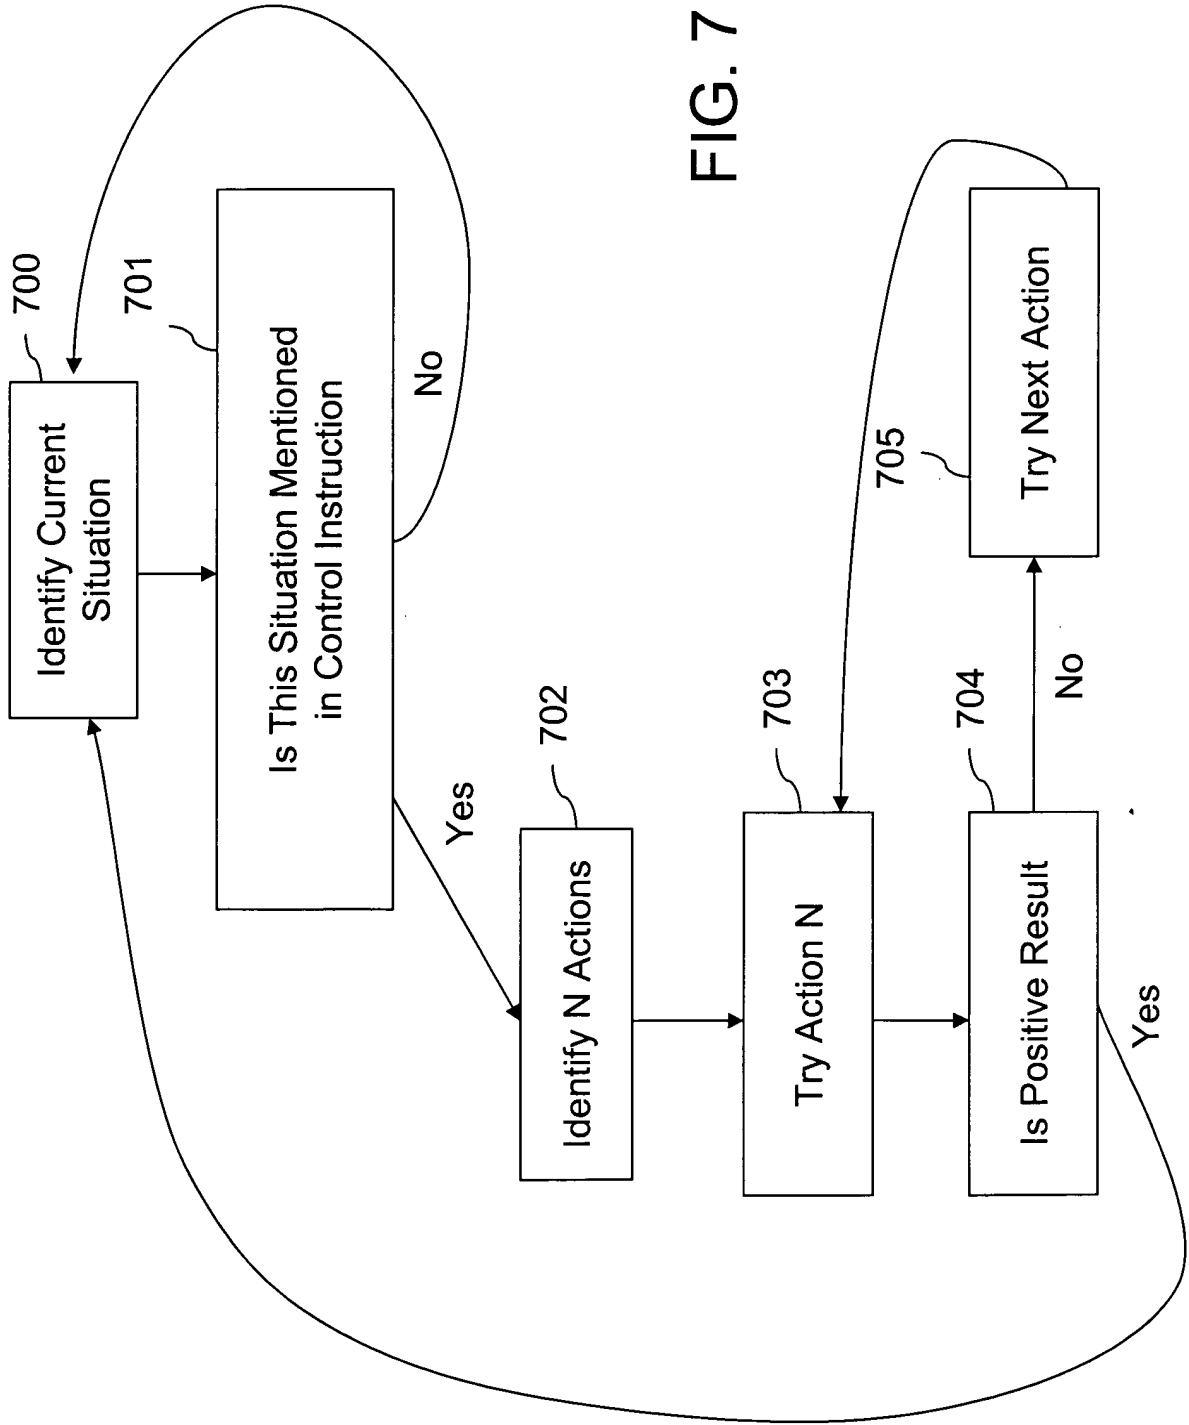 700
Identify Current
Situation
701
Is This Situation Mentioned
in Control Instruction
No
Yes
702
Identify N Actions
703
Try Action N
704
Is Positive Result
No
705
Try Next Action
Yes
FIG. 7